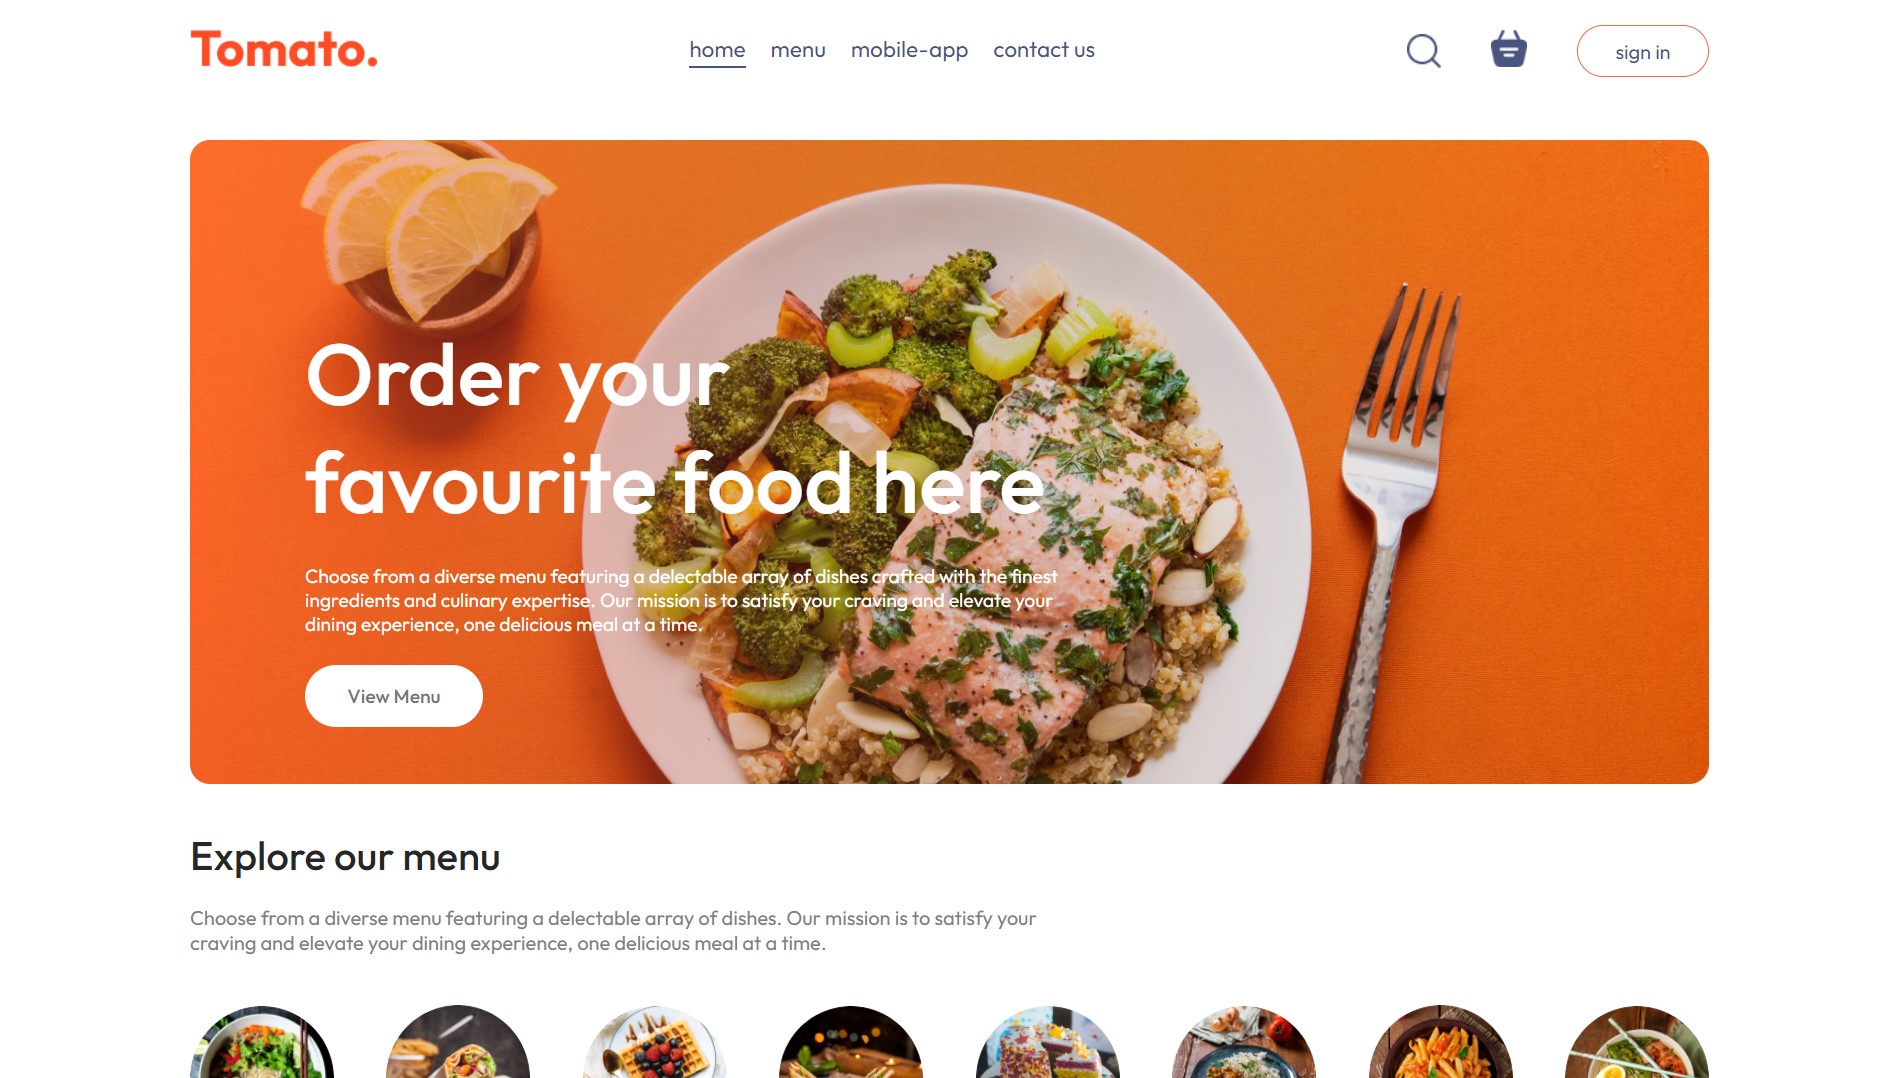 Tomato.
home menu mobile-app contact us
sign in
Order your
favourite food here
Choose from a diverse menu featuring a delectable array of dishes crafted with the finest
ingredients and culinary expertise. Our mission is to satisfy your craving and elevate your
dining experience, one delicious meal at a time.
View Menu
Explore our menu
Choose from a diverse menu featuring a delectable array of dishes. Our mission is to satisfy your
craving and elevate your dining experience, one delicious meal at a time.